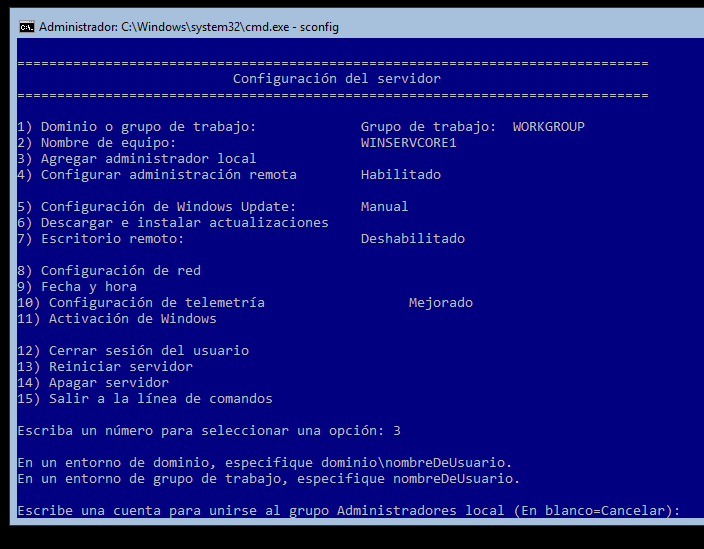 Administrador: C:\Windows\system32\cmd.exe - sconfig
===============================================================================
Configuración del servidor
===============================================================================
1) Dominio o grupo de trabajo: Grupo de trabajo: WORKGROUP
2) Nombre de equipo: WINSERVCORE1
3) Agregar administrador local
4) Configurar administración remota Habilitado
5) Configuración de Windows Update: Manual
6) Descargar e instalar actualizaciones
7) Escritorio remoto: Deshabilitado
8) Configuración de red
9) Fecha y hora
10) Configuración de telemetría Mejorado
11) Activación de Windows
12) Cerrar sesión del usuario
13) Reiniciar servidor
14) Apagar servidor
15) Salir a la línea de comandos
Escriba un número para seleccionar una opción: 3
En un entorno de dominio, especifique dominio\nombreDeUsuario.
En un entorno de grupo de trabajo, especifique nombreDeUsuario.
Escribe una cuenta para unirse al grupo Administradores local (En blanco=Cancelar):